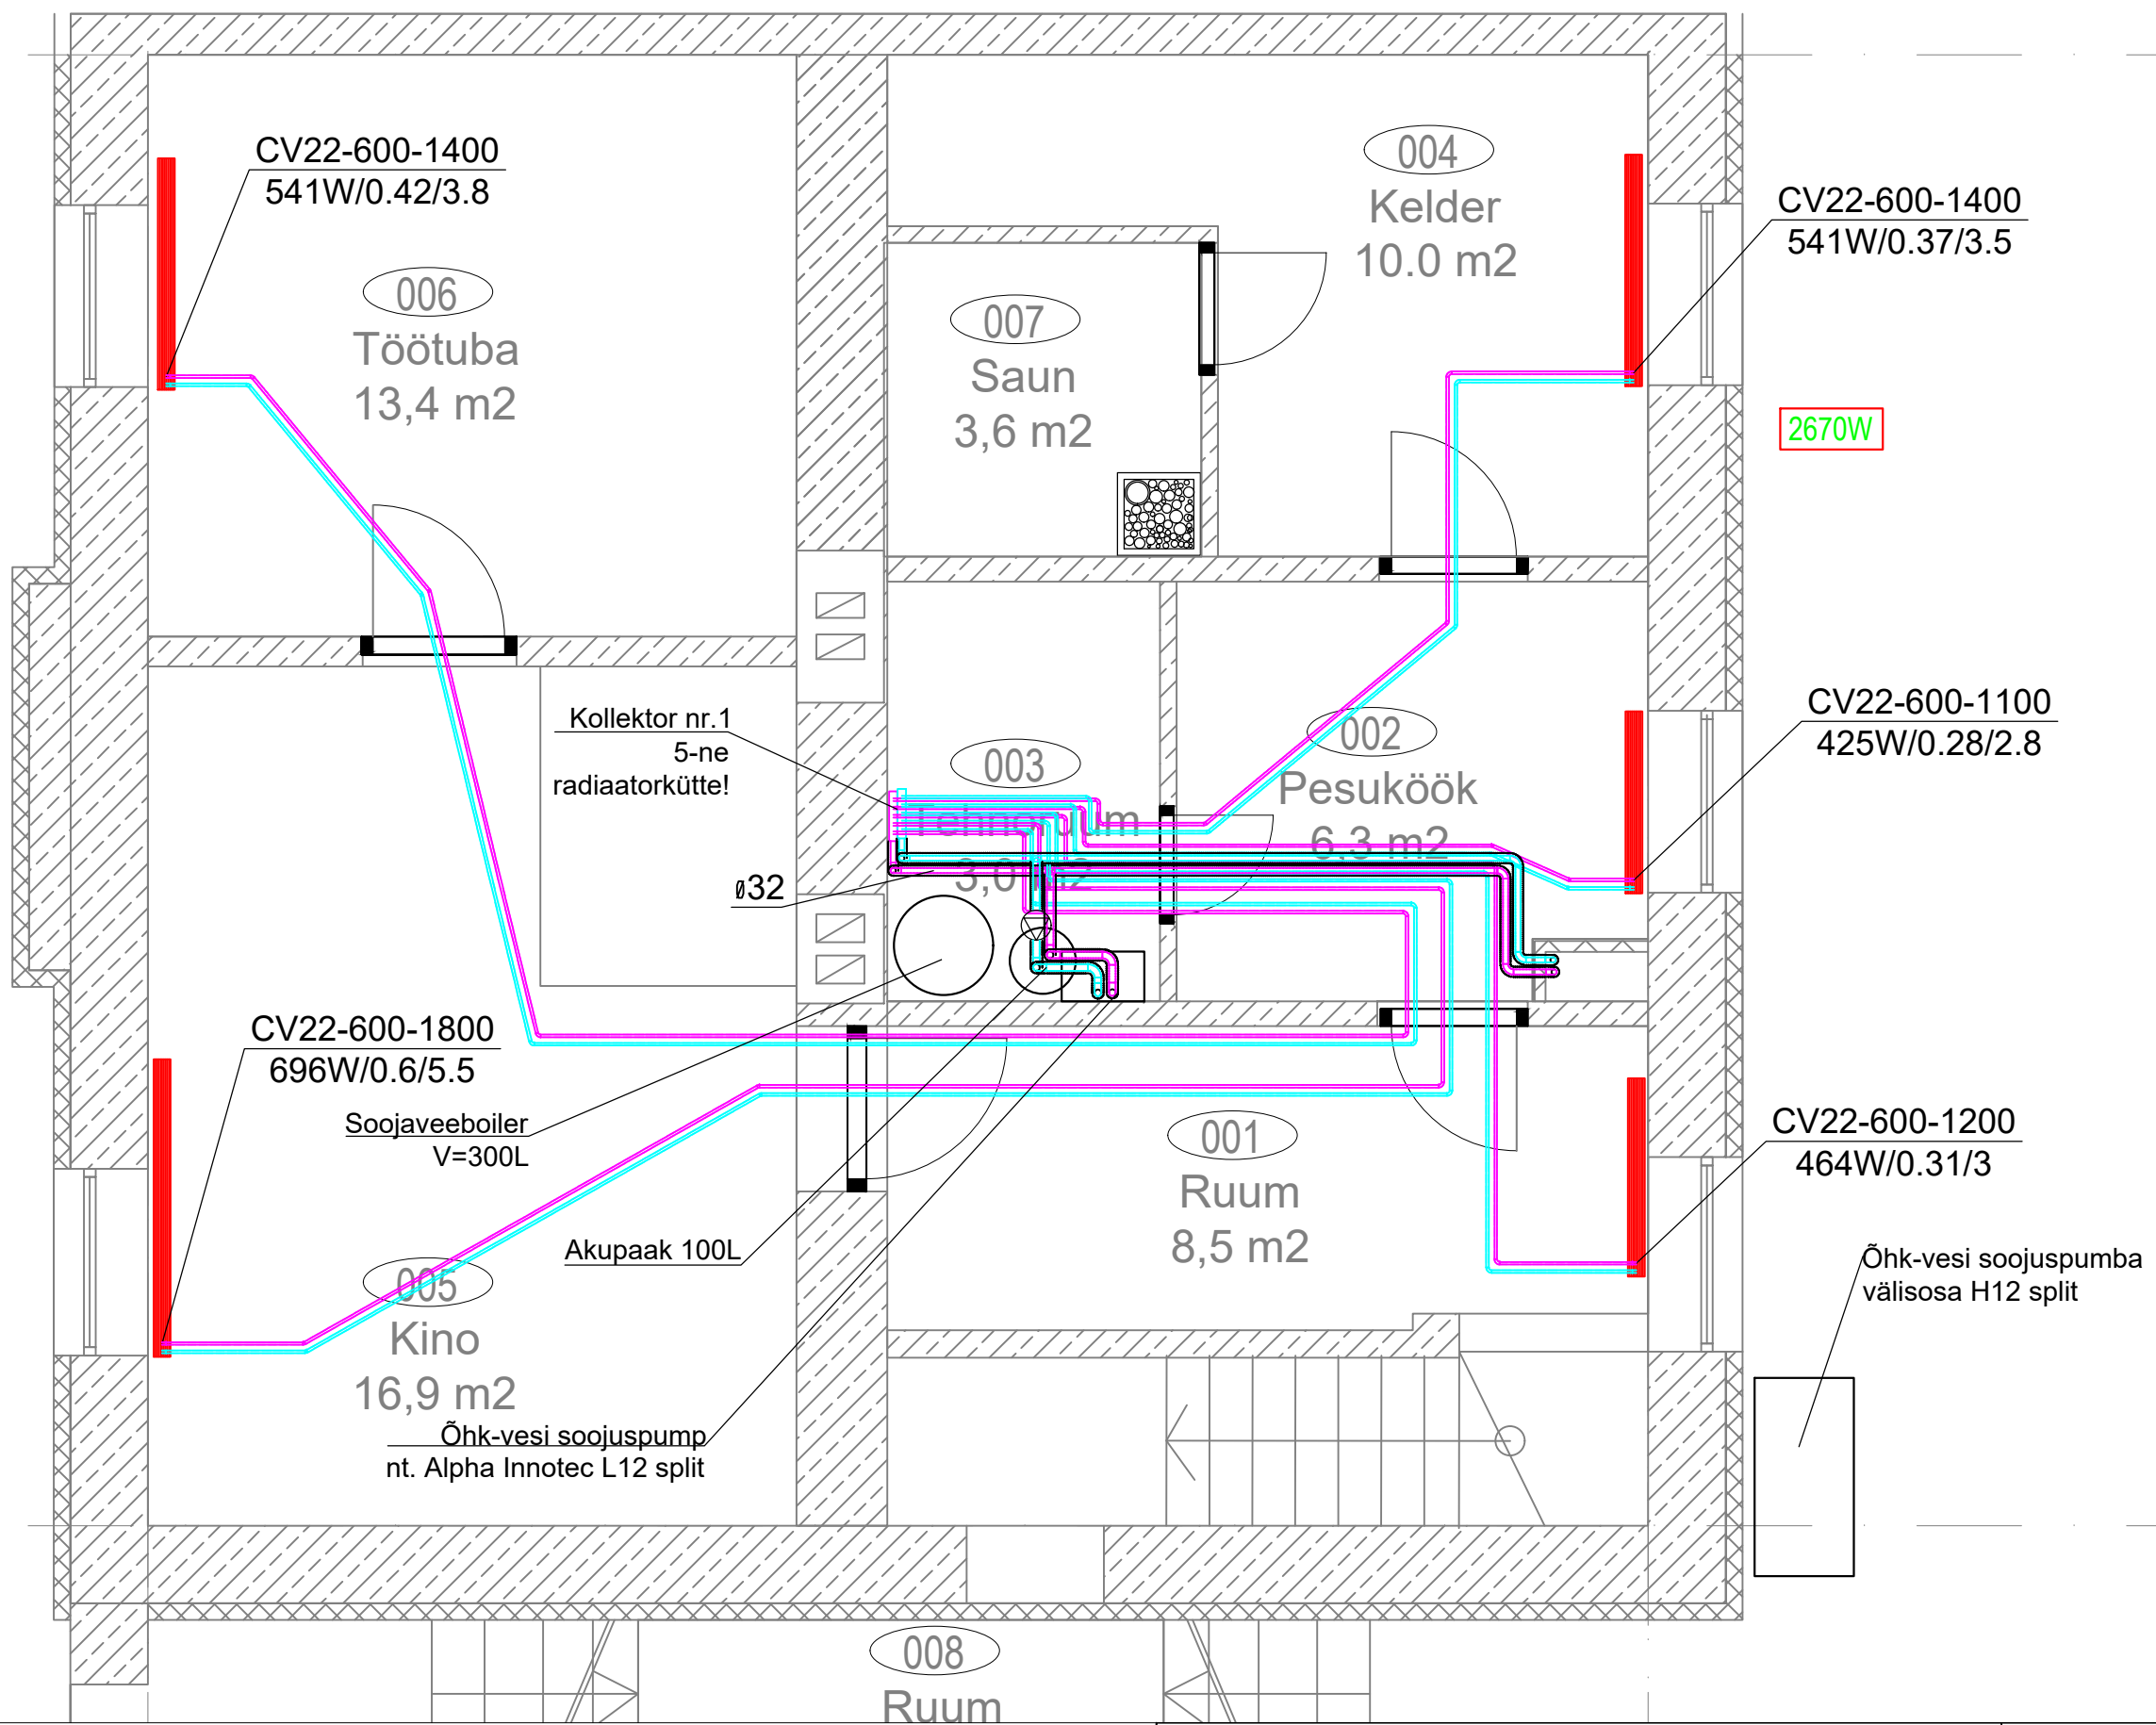 CV22-600-1400
541W/0.42/3.8
004
Kelder
10.0 m2
CV22-600-1400
541W/0.37/3.5
006
Töötuba
13,4 m2
007
Saun
3,6 m2
2670W
Kollektor nr.1
5-ne
radiaatorkütte!
003
Tehnoruum
3,0 m2
002
Pesuköök
6,3 m2
CV22-600-1100
425W/0.28/2.8
ø32
CV22-600-1800
696W/0.6/5.5
Soojaveeboiler
V=300L
001
Ruum
8,5 m2
CV22-600-1200
464W/0.31/3
Akupaak 100L
005
Kino
16,9 m2
Õhk-vesi soojuspumba
välisosa H12 split
Õhk-vesi soojuspump
nt. Alpha Innotec L12 split
008
Ruum